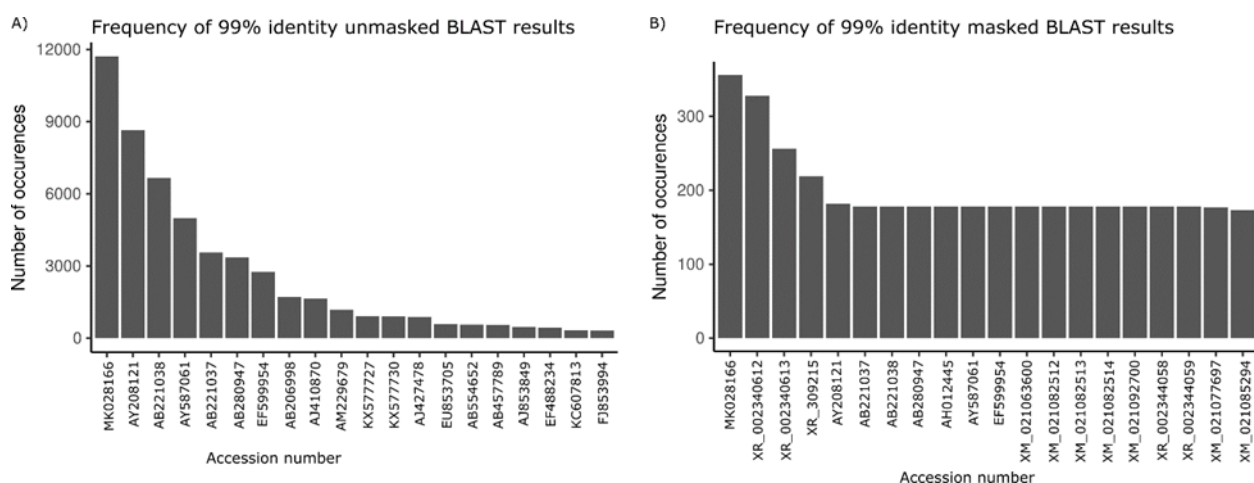 A)
Frequency of 99% identity unmasked BLAST results
Number of occurences
12000
9000
6000
3000
0
MK028166
AY208121
AB221038
AY587061
AB221037
AB280947
EF599954
AB206998
AJ410870
AM229679
KX577727
KX577730
AJ427478
EU853705
AB554652
AB457789
AJ853849
EF488234
KC607813
FJ853994
Accession number
B)
Frequency of 99% identity masked BLAST results
Number of occurences
300
200
100
0
MK028166
XR_002340612
XR_002340613
XR_309215
AY208121
AB221037
AB221038
AB280947
AH012445
AY587061
EF599954
XM_021063600
XM_021082512
XM_021082513
XM_021082514
XM_021092700
XR_002344058
XR_002344059
XM_021077697
XM_021085294
Accession number